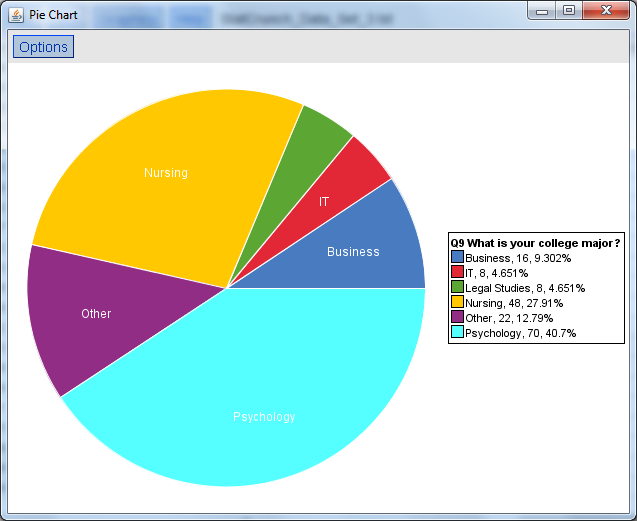 Pie Chart
Options
Nursing
IT
Business
Other
Psychology
Q9 What is your college major?
Business, 16, 9.302%
IT, 8, 4.651%
Legal Studies, 8, 4.651%
Nursing, 48, 27.91%
Other, 22, 12.79%
Psychology, 70, 40.7%